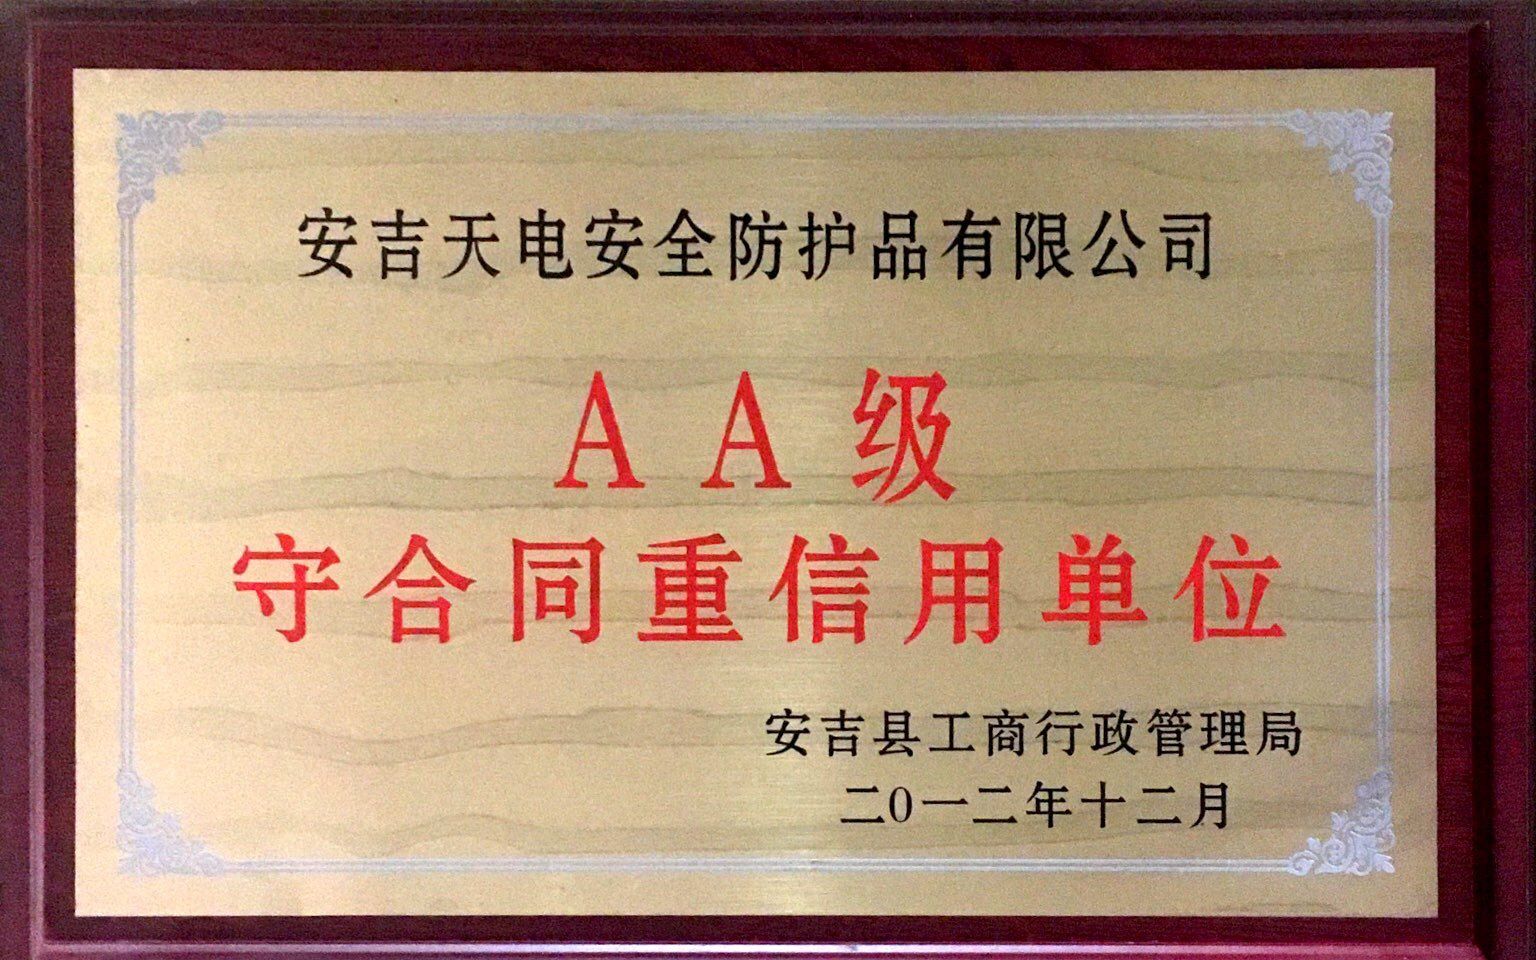 安吉天电安全防护品有限公司
AA级
守合同重信用单位
安吉县工商行政管理局
二0一二年十二月